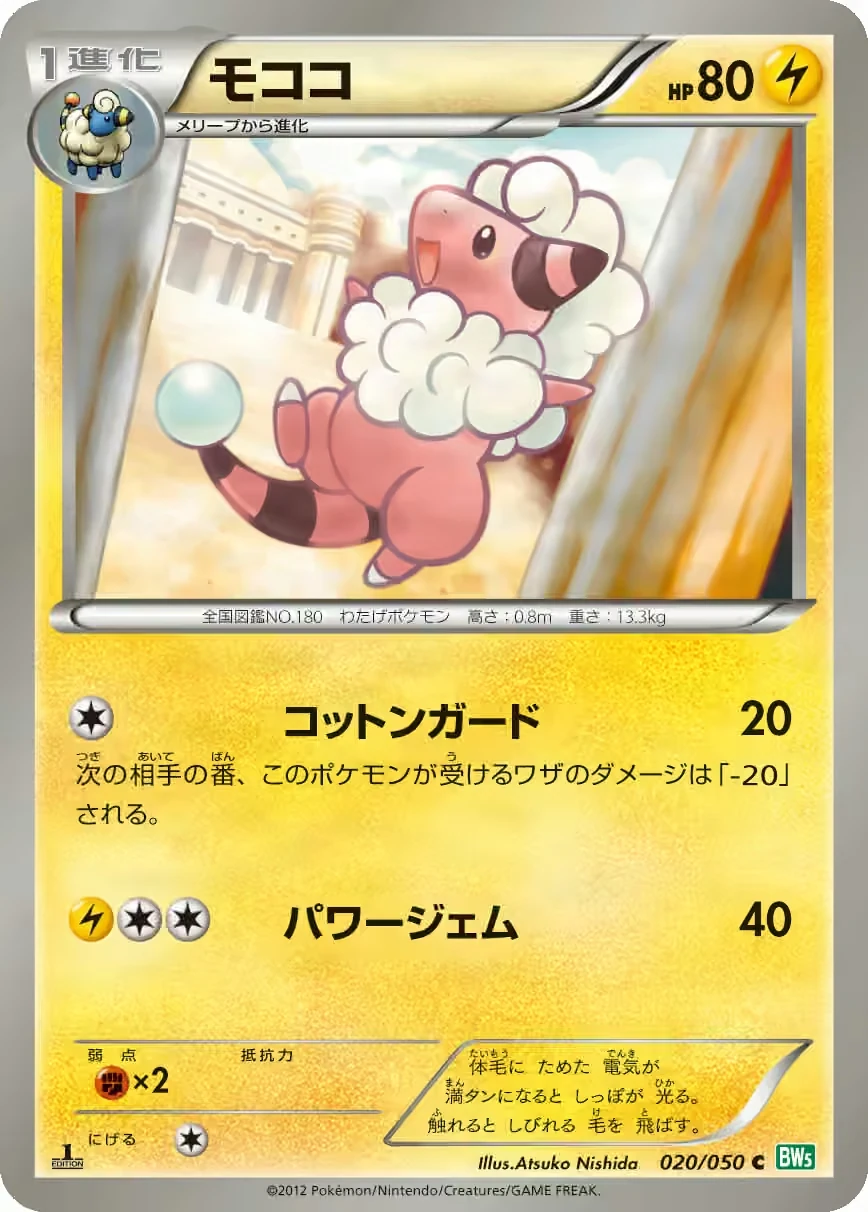 1進化
モココ
HP80
メリープから進化
全国図鑑NO.180 わたげポケモン 高さ:0.8m 重さ:13.3kg
コットンガード 20
次の相手の番、このポケモンが受けるワザのダメージは「-20」
される。
パワージェム 40
弱点 抵抗力
×2
にげる
体毛に ためた 電気が
満タンになると しっぽが 光る。
触れると しびれる 毛を 飛ばす。
1 EDITION
Illus.Atsuko Nishida 020/050 C BW5
©2012 Pokémon/Nintendo/Creatures/GAME FREAK.